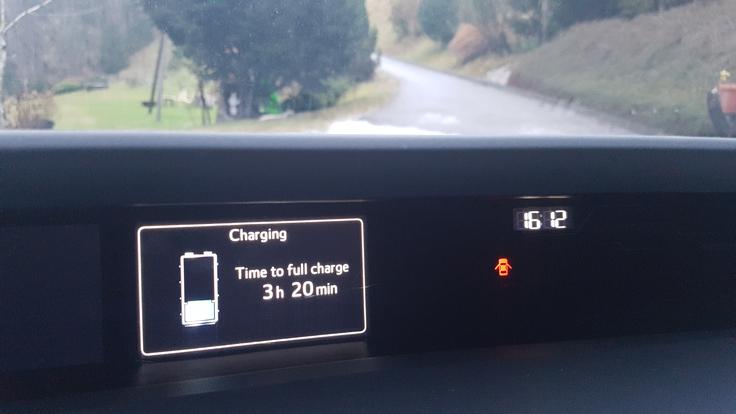 Charging
Time to full charge
3h 20min
16:12